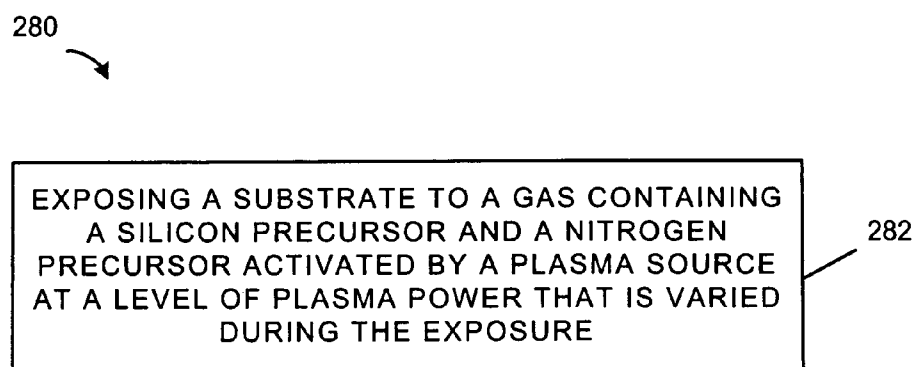 280
EXPOSING A SUBSTRATE TO A GAS CONTAINING
A SILICON PRECURSOR AND A NITROGEN
PRECURSOR ACTIVATED BY A PLASMA SOURCE
AT A LEVEL OF PLASMA POWER THAT IS VARIED
DURING THE EXPOSURE
282